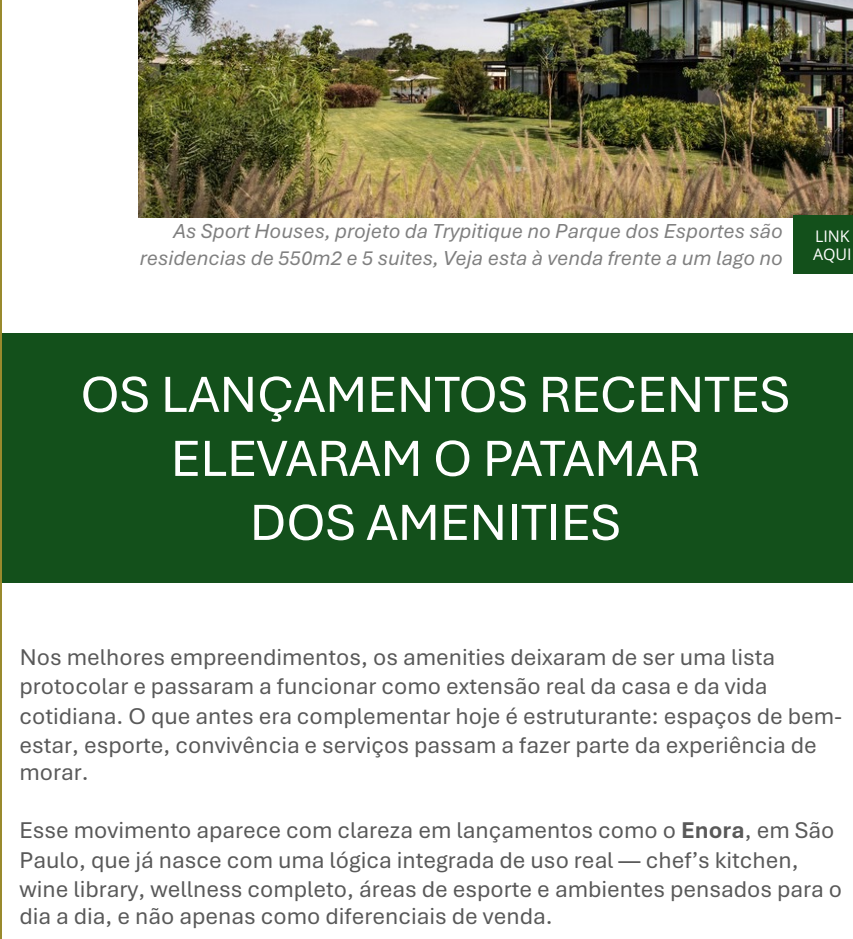 As Sport Houses, projeto da Trypitique no Parque dos Esportes são
residencias de 550m2 e 5 suites, Veja esta à venda frente a um lago no
LINK
AQUI
OS LANÇAMENTOS RECENTES
ELEVARAM O PATAMAR
DOS AMENITIES
Nos melhores empreendimentos, os amenities deixaram de ser uma lista
protocolar e passaram a funcionar como extensão real da casa e da vida
cotidiana. O que antes era complementar hoje é estruturante: espaços de bem-
estar, esporte, convivência e serviços passam a fazer parte da experiência de
morar.
Esse movimento aparece com clareza em lançamentos como o Enora, em São
Paulo, que já nasce com uma lógica integrada de uso real — chef’s kitchen,
wine library, wellness completo, áreas de esporte e ambientes pensados para o
dia a dia, e não apenas como diferenciais de venda.